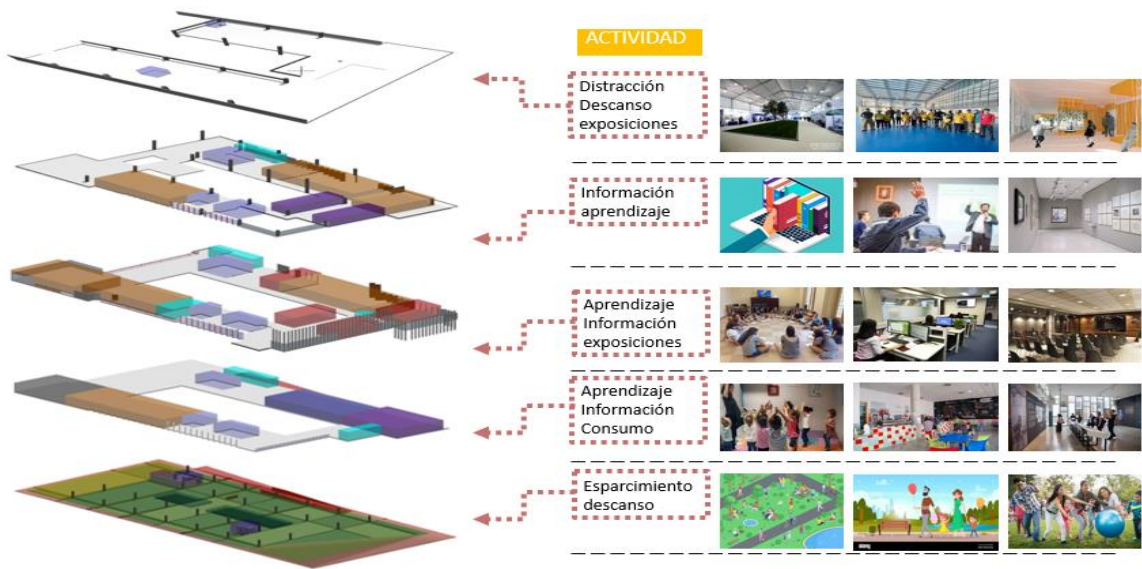 ACTIVIDAD
Distracción
Descanso
exposiciones
Información
aprendizaje
Aprendizaje
Información
exposiciones
Aprendizaje
Información
Consumo
Esparcimiento
descanso